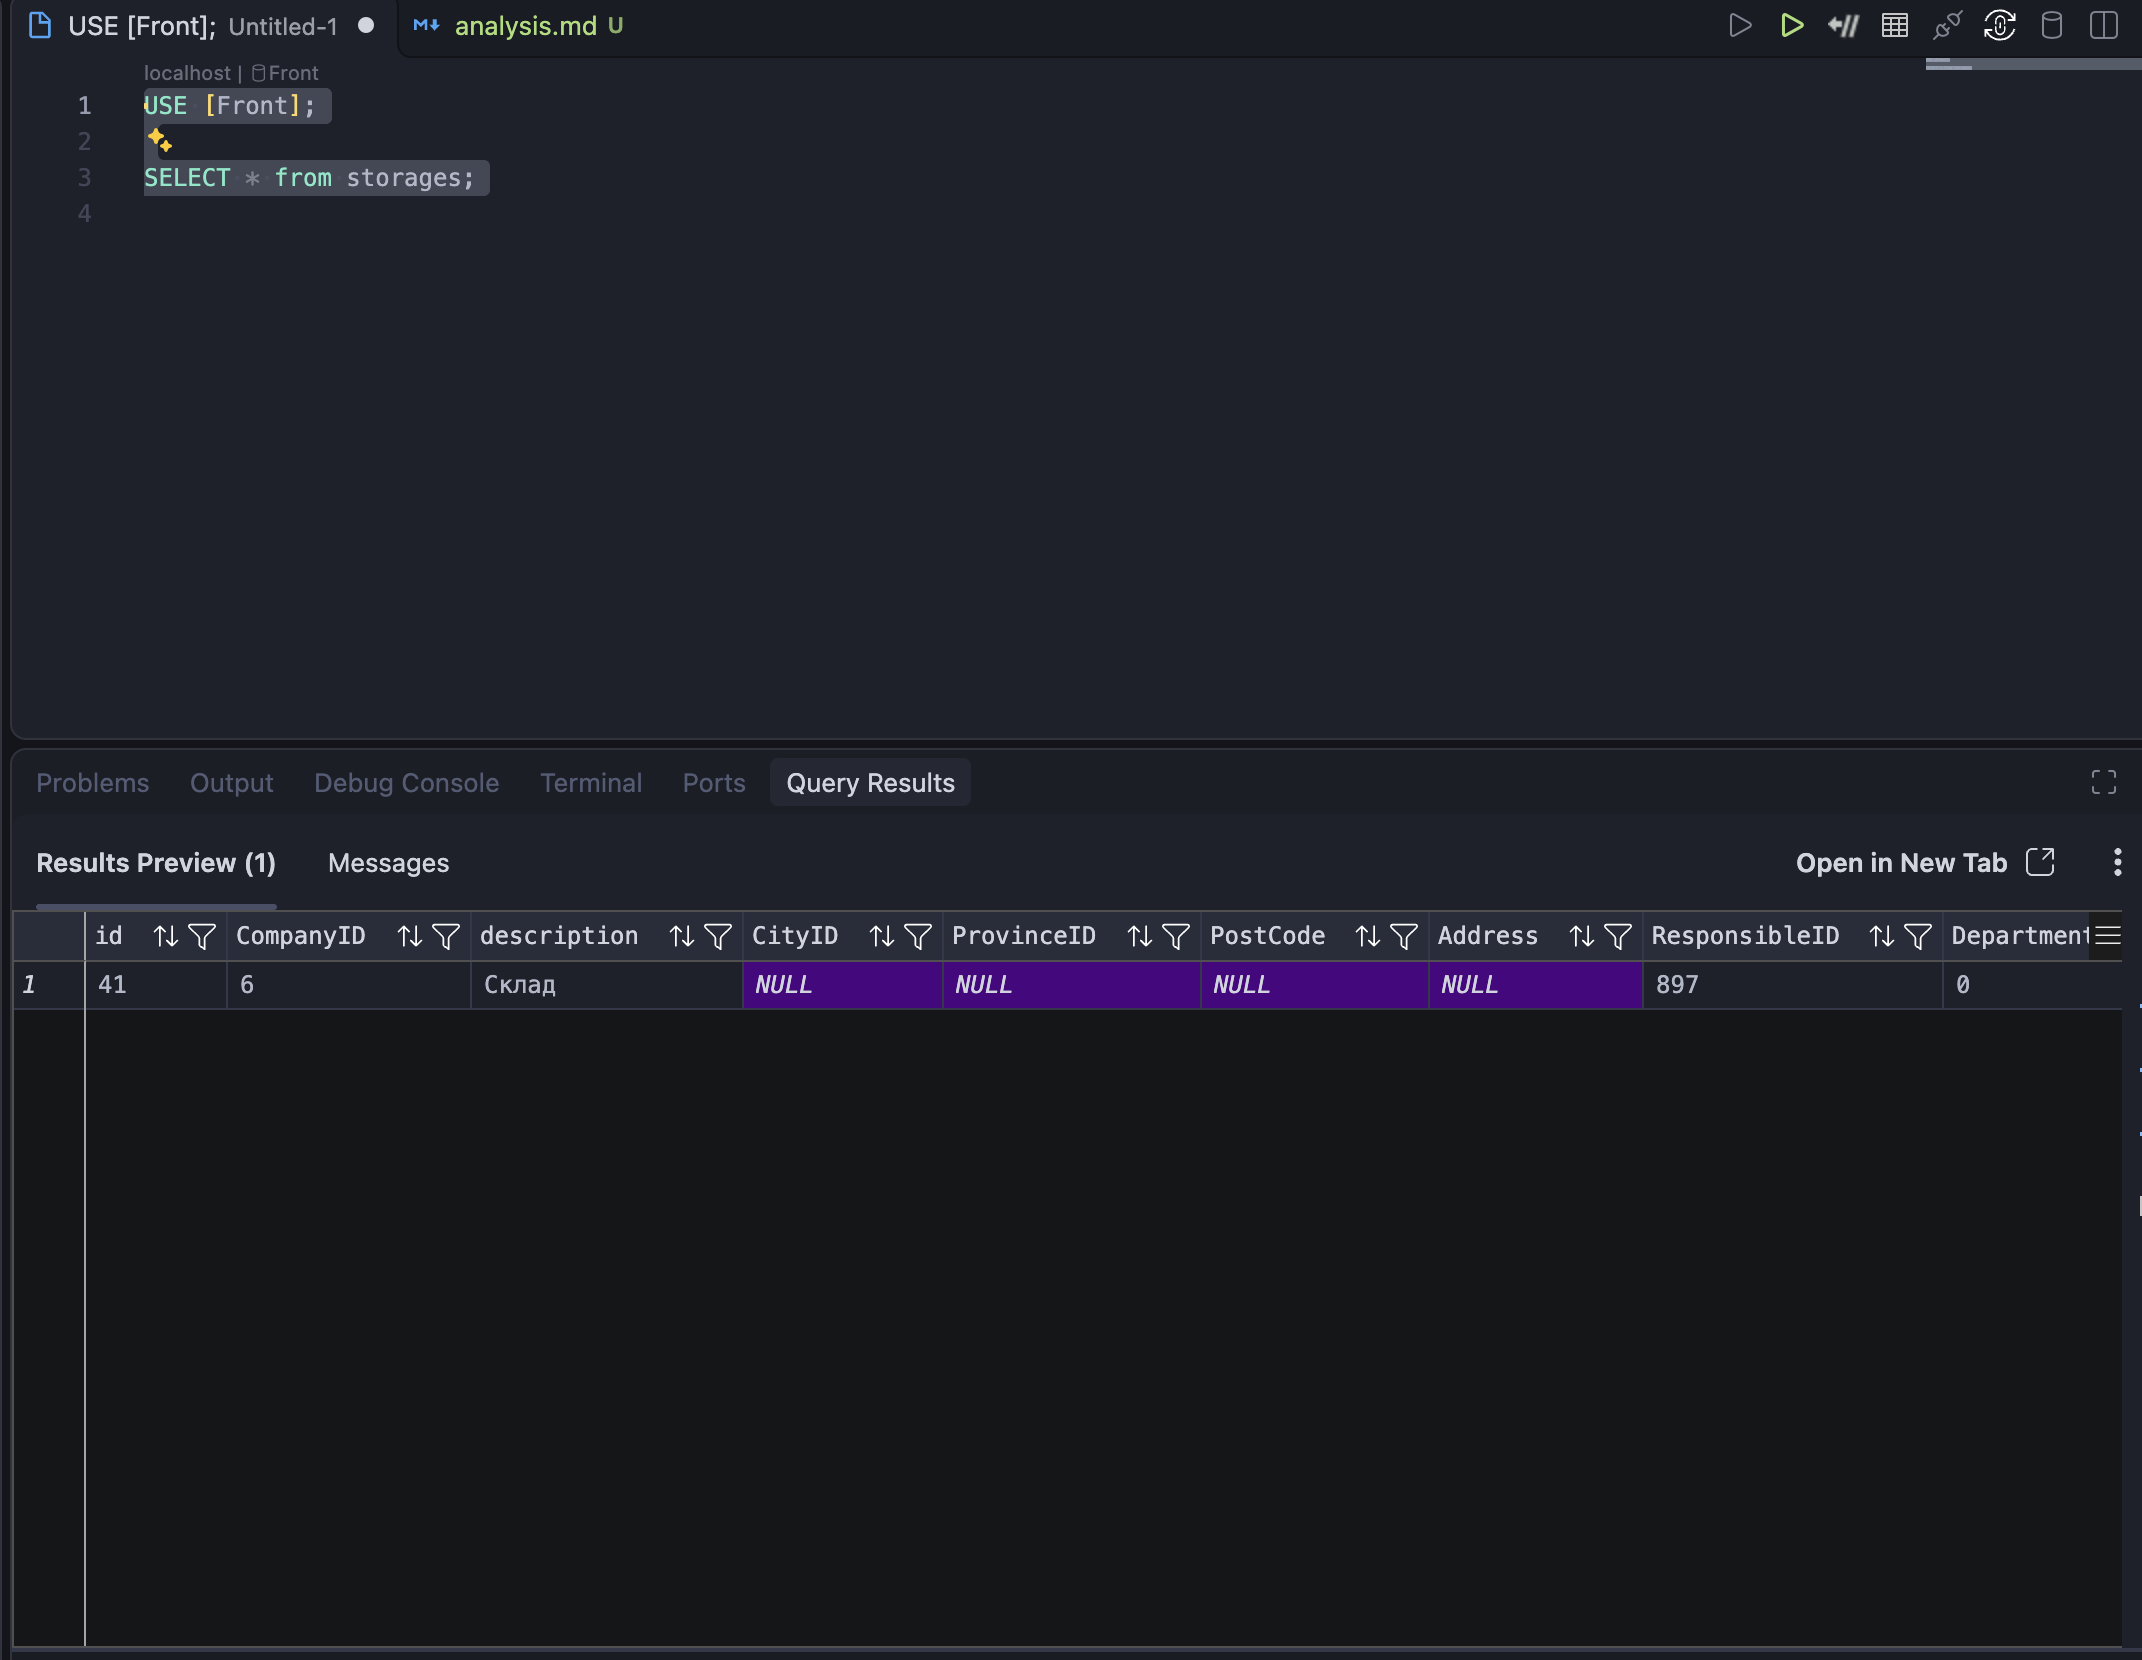 USE [Front]; Untitled-1
analysis.md U
localhost | Front
1 USE [Front];
2
3 SELECT * from storages;
4
Problems Output Debug Console Terminal Ports Query Results
Results Preview (1) Messages Open in New Tab
id CompanyID description CityID ProvinceID PostCode Address ResponsibleID Department
1 41 6 Склад NULL NULL NULL NULL 897 0